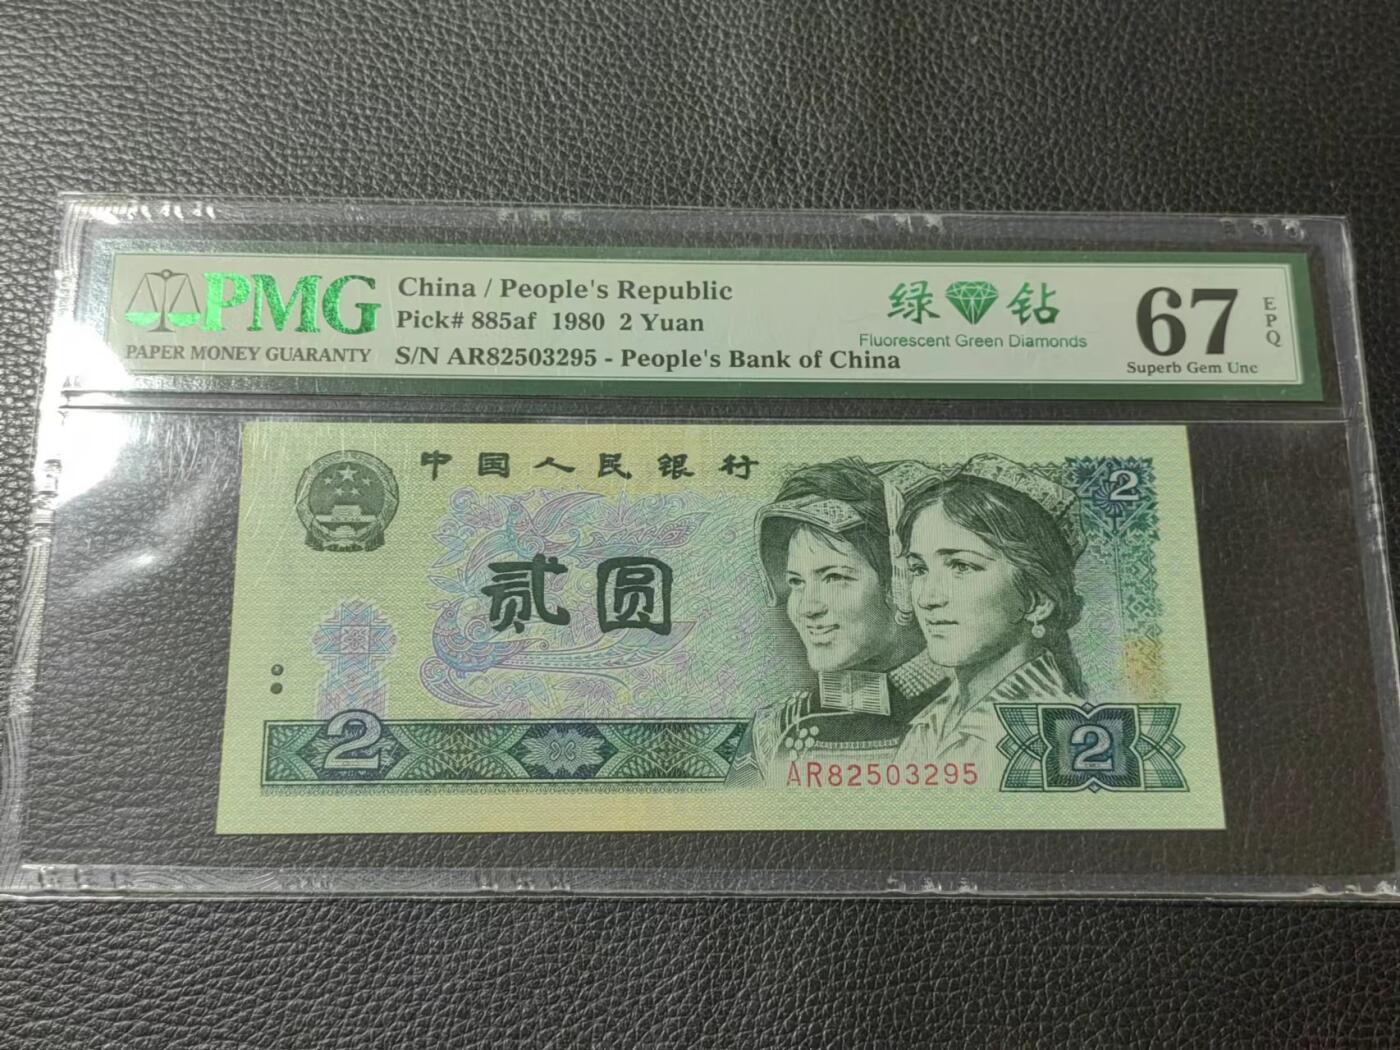 PMG
PAPER MONEY GUARANTY
China / People's Republic
Pick# 885af 1980 2 Yuan
S/N AR82503295 - People's Bank of China
绿 钻
Fluorescent Green Diamonds
67
EPQ
Superb Gem Unc
中国人民银行
2
贰圆
2
2
AR82503295